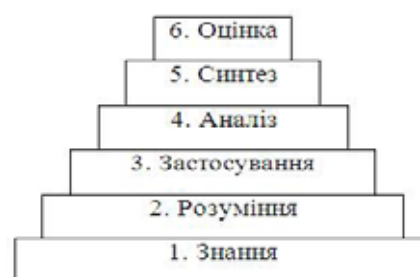 6. Оцінка
5. Синтез
4. Аналіз
3. Застосування
2. Розуміння
1. Знання